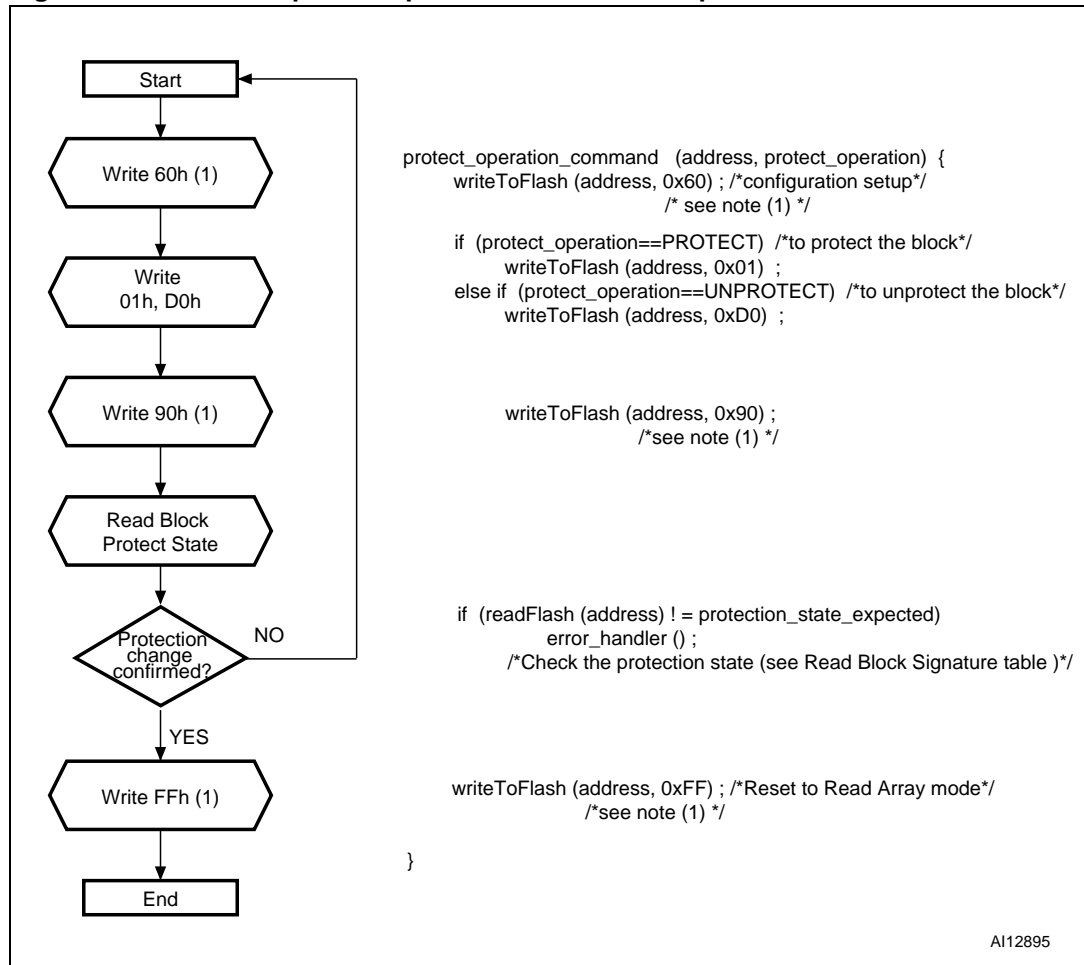 Start
Write 60h (1)
Write
01h, D0h
Write 90h (1)
Read Block
Protect State
Protection
change
confirmed?
NO
YES
Write FFh (1)
End
protect_operation_command (address, protect_operation) {
writeToFlash (address, 0x60) ; /*configuration setup*/
/* see note (1) */
if (protect_operation==PROTECT) /*to protect the block*/
writeToFlash (address, 0x01) ;
else if (protect_operation==UNPROTECT) /*to unprotect the block*/
writeToFlash (address, 0xD0) ;
writeToFlash (address, 0x90) ;
/*see note (1) */
if (readFlash (address) ! = protection_state_expected)
error_handler () ;
/*Check the protection state (see Read Block Signature table )*/
writeToFlash (address, 0xFF) ; /*Reset to Read Array mode*/
/*see note (1) */
}
AI12895